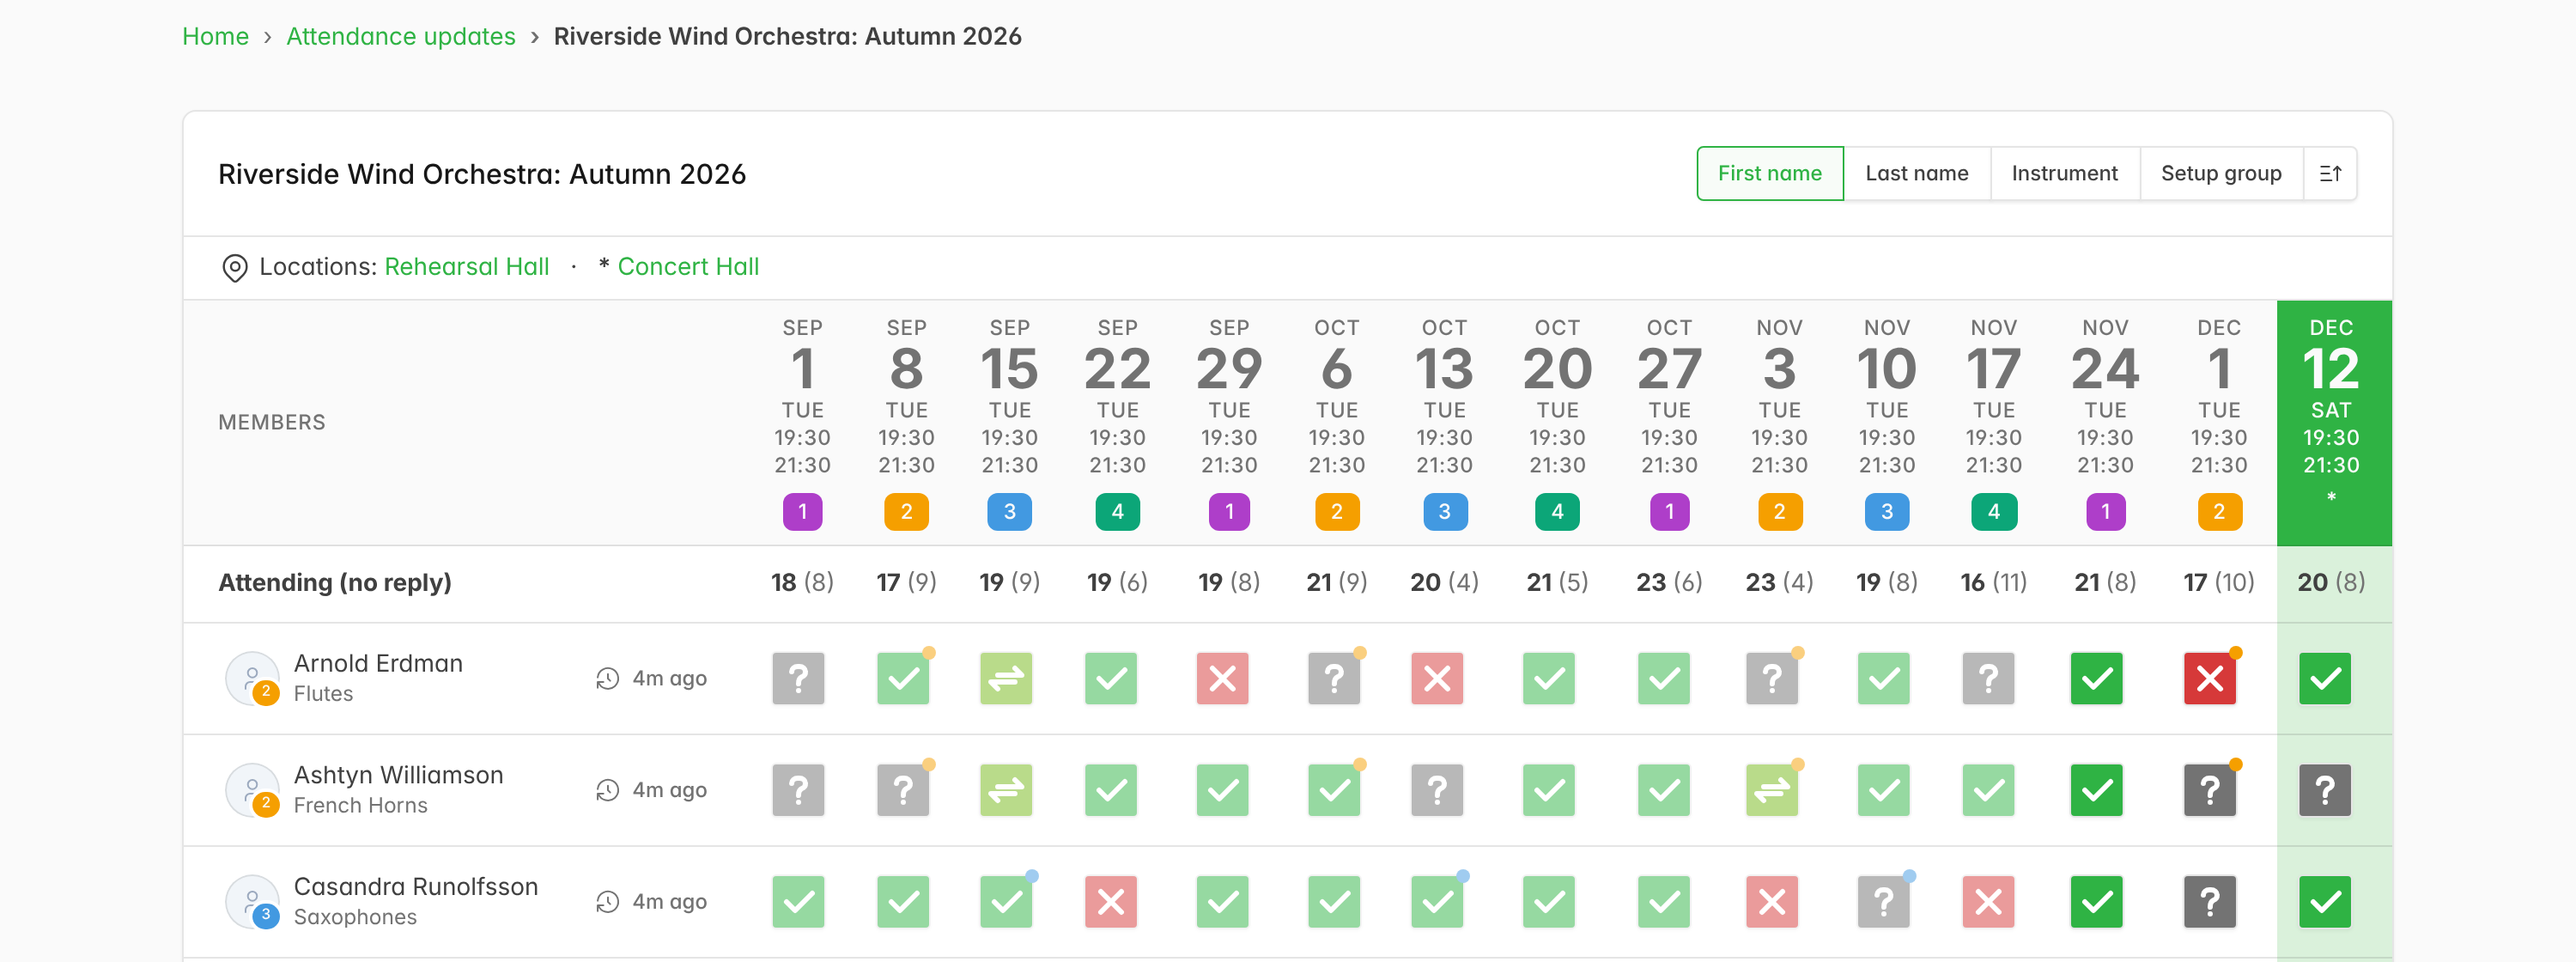 Home › Attendance updates › Riverside Wind Orchestra: Autumn 2026
Riverside Wind Orchestra: Autumn 2026
First name Last name Instrument Setup group
Locations: Rehearsal Hall · * Concert Hall
SEP SEP SEP SEP SEP OCT OCT OCT OCT NOV NOV NOV NOV DEC DEC
1 8 15 22 29 6 13 20 27 3 10 17 24 1 12
MEMBERS TUE TUE TUE TUE TUE TUE TUE TUE TUE TUE TUE TUE TUE TUE SAT
19:30 19:30 19:30 19:30 19:30 19:30 19:30 19:30 19:30 19:30 19:30 19:30 19:30 19:30 19:30
21:30 21:30 21:30 21:30 21:30 21:30 21:30 21:30 21:30 21:30 21:30 21:30 21:30 21:30 21:30
1 2 3 4 1 2 3 4 1 2 3 4 1 2 *
Attending (no reply) 18 (8) 17 (9) 19 (9) 19 (6) 19 (8) 21 (9) 20 (4) 21 (5) 23 (6) 23 (4) 19 (8) 16 (11) 21 (8) 17 (10) 20 (8)
Arnold Erdman
2 Flutes 4m ago ? ? ? ?
Ashtyn Williamson
2 French Horns 4m ago ? ? ? ? ?
Casandra Runolfsson
3 Saxophones 4m ago ? ?